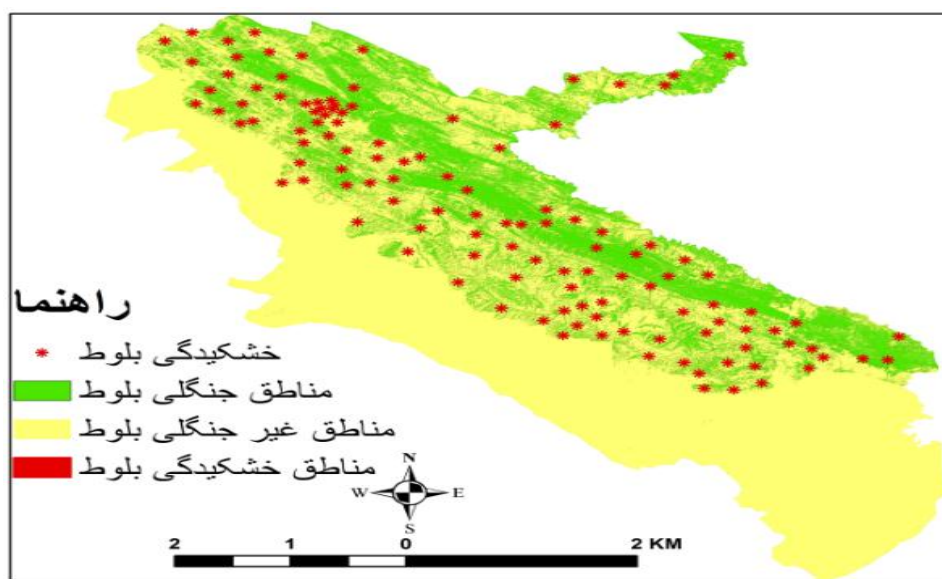 راهنما
خشکیدگی بلوط
مناطق جنگلی بلوط
مناطق غیر جنگلی بلوط
مناطق خشکیدگی بلوط
N
W E
S
2 1 0 2 KM